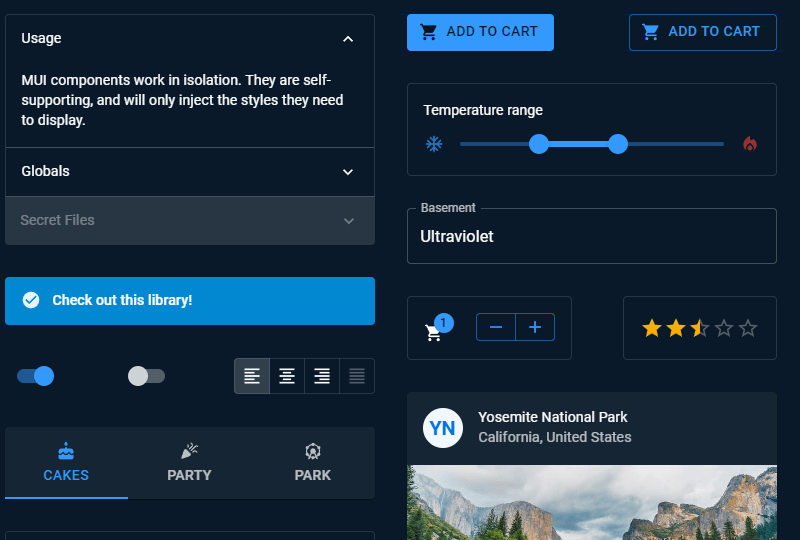 Usage
MUI components work in isolation. They are self-
supporting, and will only inject the styles they need
to display.
Globals
Secret Files
Check out this library!
CAKES
PARTY
PARK
ADD TO CART
ADD TO CART
Temperature range
Basement
Ultraviolet
1
YN
Yosemite National Park
California, United States